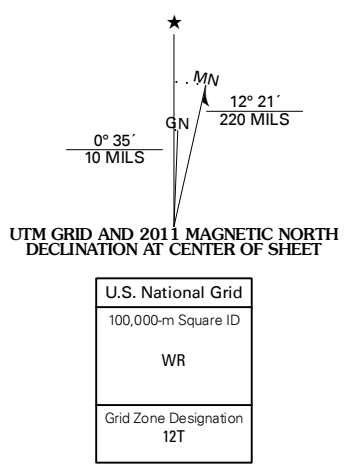 ★
MN
12° 21´
220 MILS
GN
0° 35´
10 MILS
UTM GRID AND 2011 MAGNETIC NORTH
DECLINATION AT CENTER OF SHEET
U.S. National Grid
100,000-m Square ID
WR
Grid Zone Designation
12T